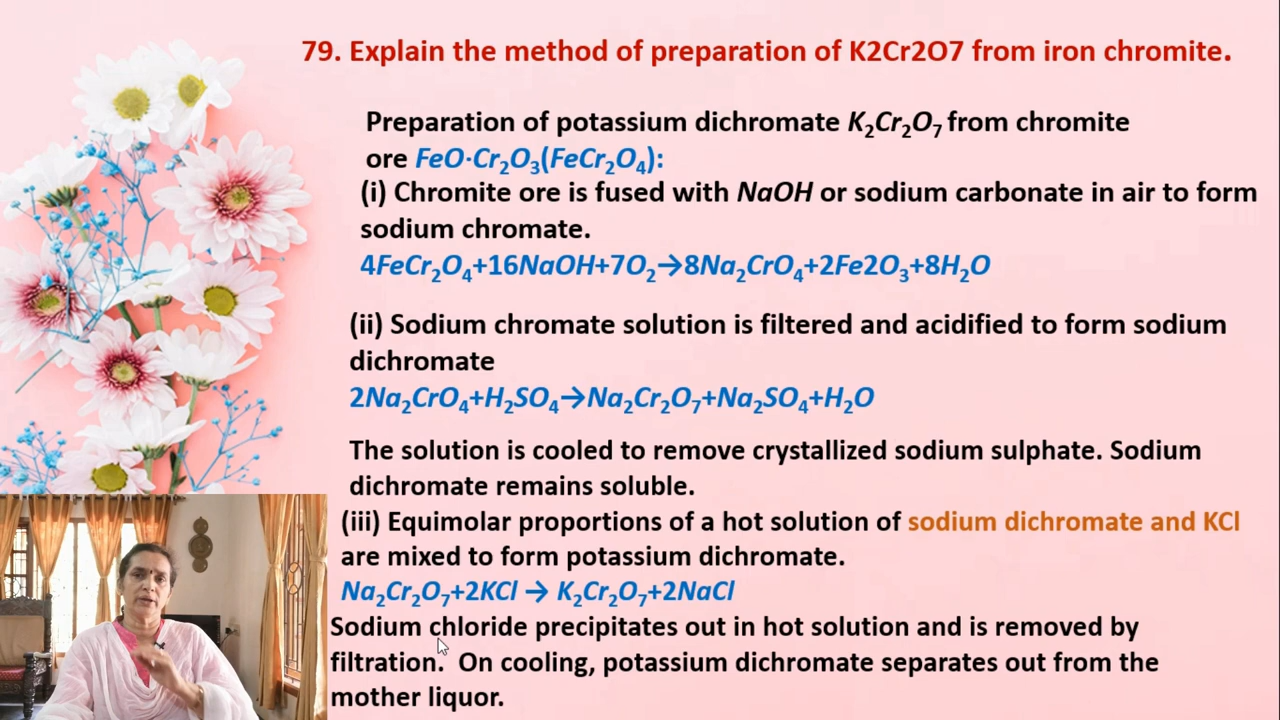 79. Explain the method of preparation of K2Cr2O7 from iron chromite.
Preparation of potassium dichromate K₂Cr₂O₇ from chromite
ore FeO·Cr₂O₃(FeCr₂O₄):
(i) Chromite ore is fused with NaOH or sodium carbonate in air to form
sodium chromate.
4FeCr₂O₄+16NaOH+7O₂→8Na₂CrO₄+2Fe2O₃+8H₂O
(ii) Sodium chromate solution is filtered and acidified to form sodium
dichromate
2Na₂CrO₄+H₂SO₄→Na₂Cr₂O₇+Na₂SO₄+H₂O
The solution is cooled to remove crystallized sodium sulphate. Sodium
dichromate remains soluble.
(iii) Equimolar proportions of a hot solution of sodium dichromate and KCl
are mixed to form potassium dichromate.
Na₂Cr₂O₇+2KCl → K₂Cr₂O₇+2NaCl
Sodium chloride precipitates out in hot solution and is removed by
filtration. On cooling, potassium dichromate separates out from the
mother liquor.